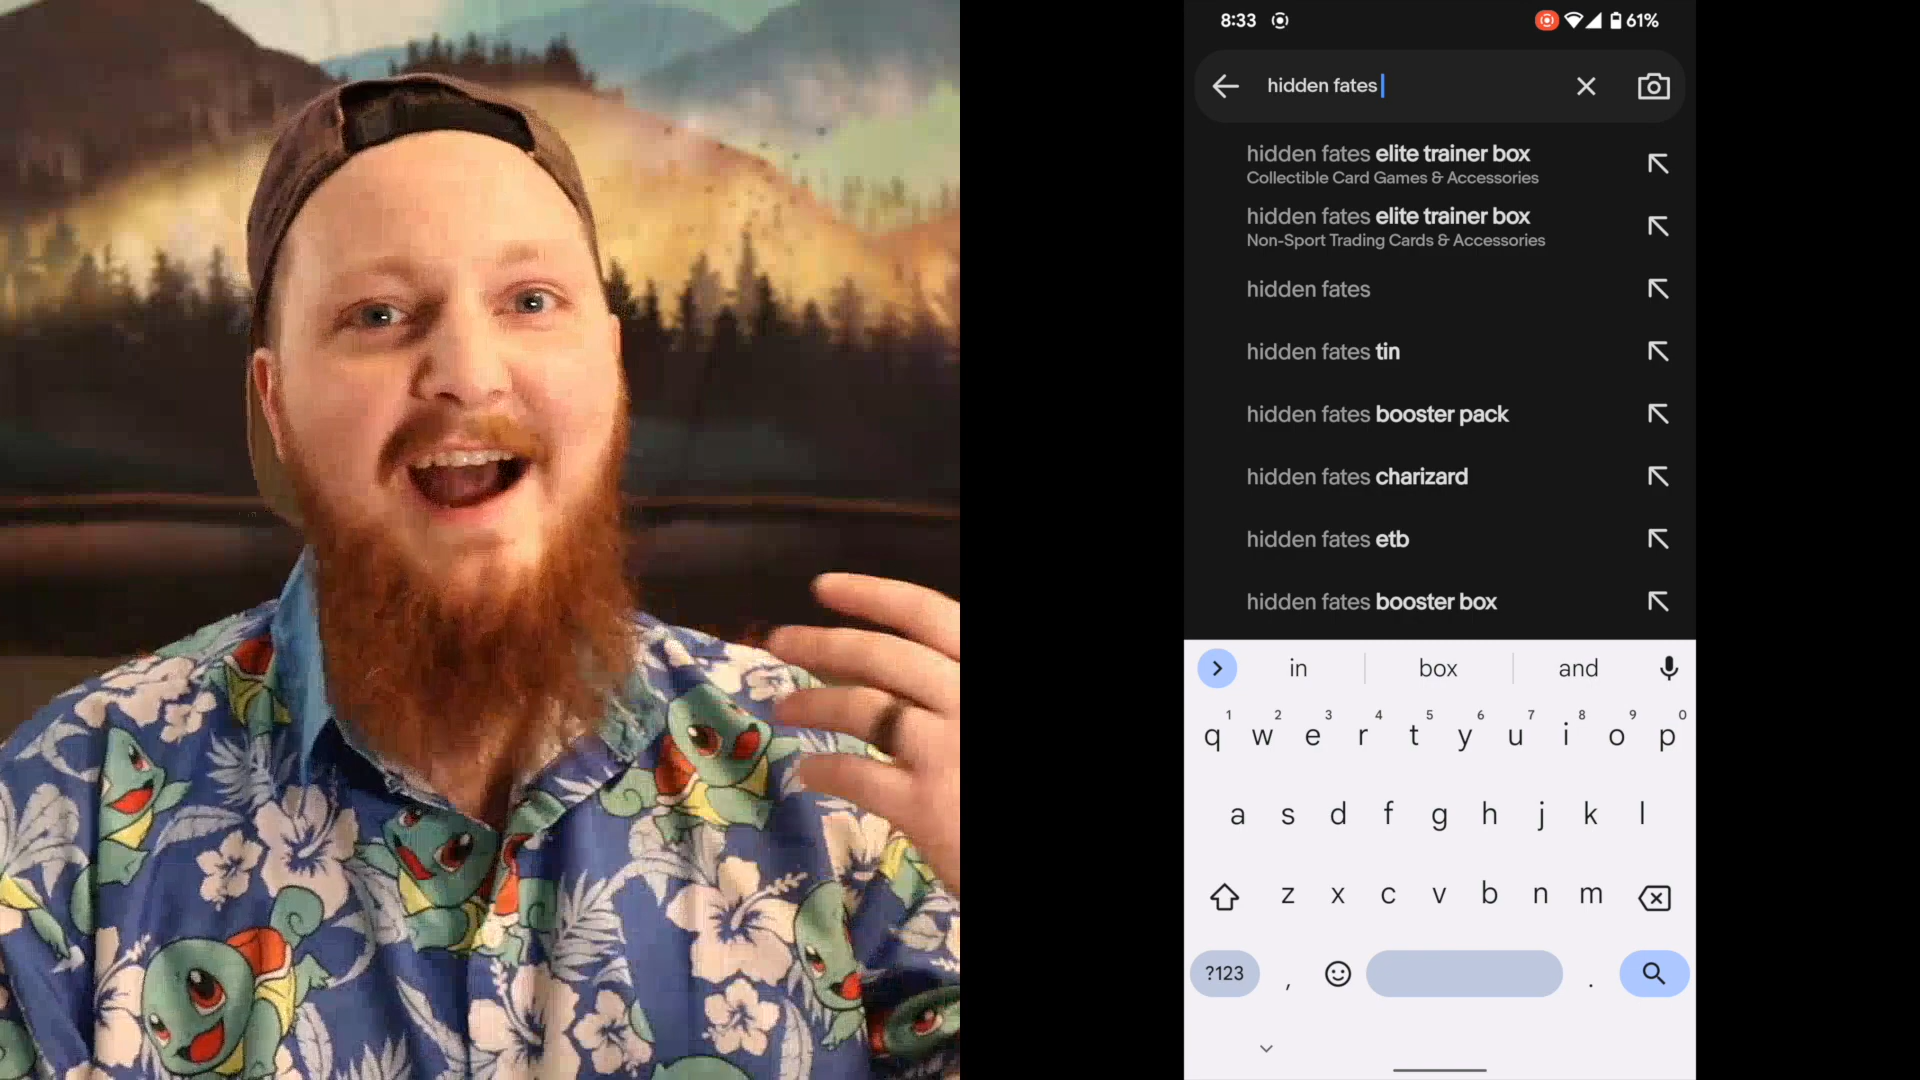 8:33
61%
hidden fates
hidden fates elite trainer box
Collectible Card Games & Accessories
hidden fates elite trainer box
Non-Sport Trading Cards & Accessories
hidden fates
hidden fates tin
hidden fates booster pack
hidden fates charizard
hidden fates etb
hidden fates booster box
in box and
1 2 3 4 5 6 7 8 9 0
q w e r t y u i o p
a s d f g h j k l
z x c v b n m
?123 , .